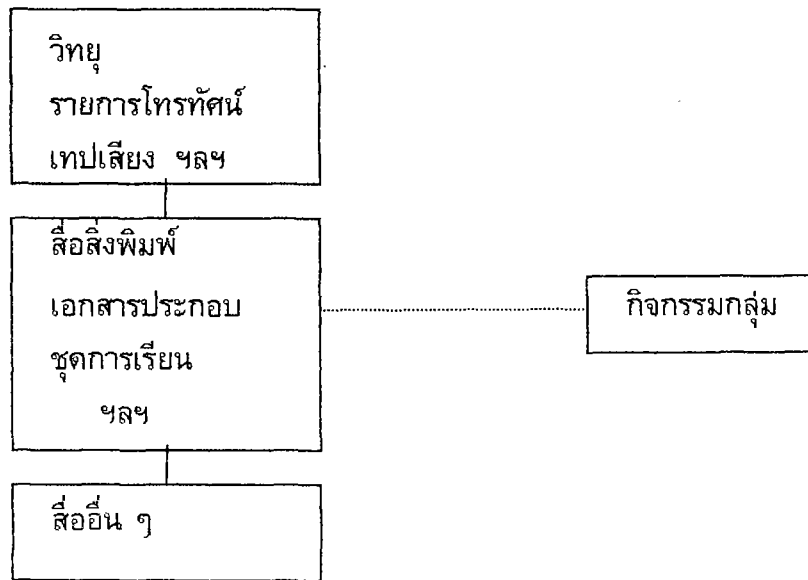 วิทยุ
รายการโทรทัศน์
เทปเสียง ฯลฯ
สื่อสิ่งพิมพ์
เอกสารประกอบ
ชุดการเรียน
ฯลฯ
สื่ออื่น ๆ
กิจกรรมกลุ่ม